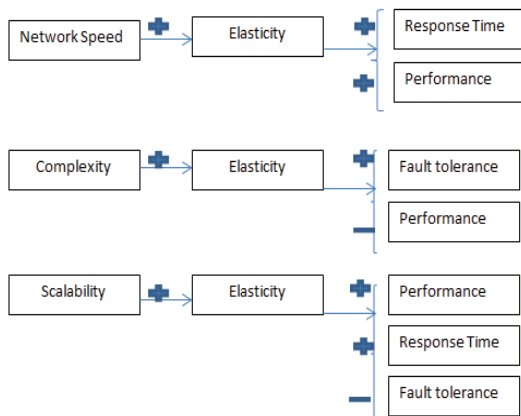 Network Speed
Elasticity
Response Time
Performance
Complexity
Elasticity
Fault tolerance
Performance
Scalability
Elasticity
Performance
Response Time
Fault tolerance